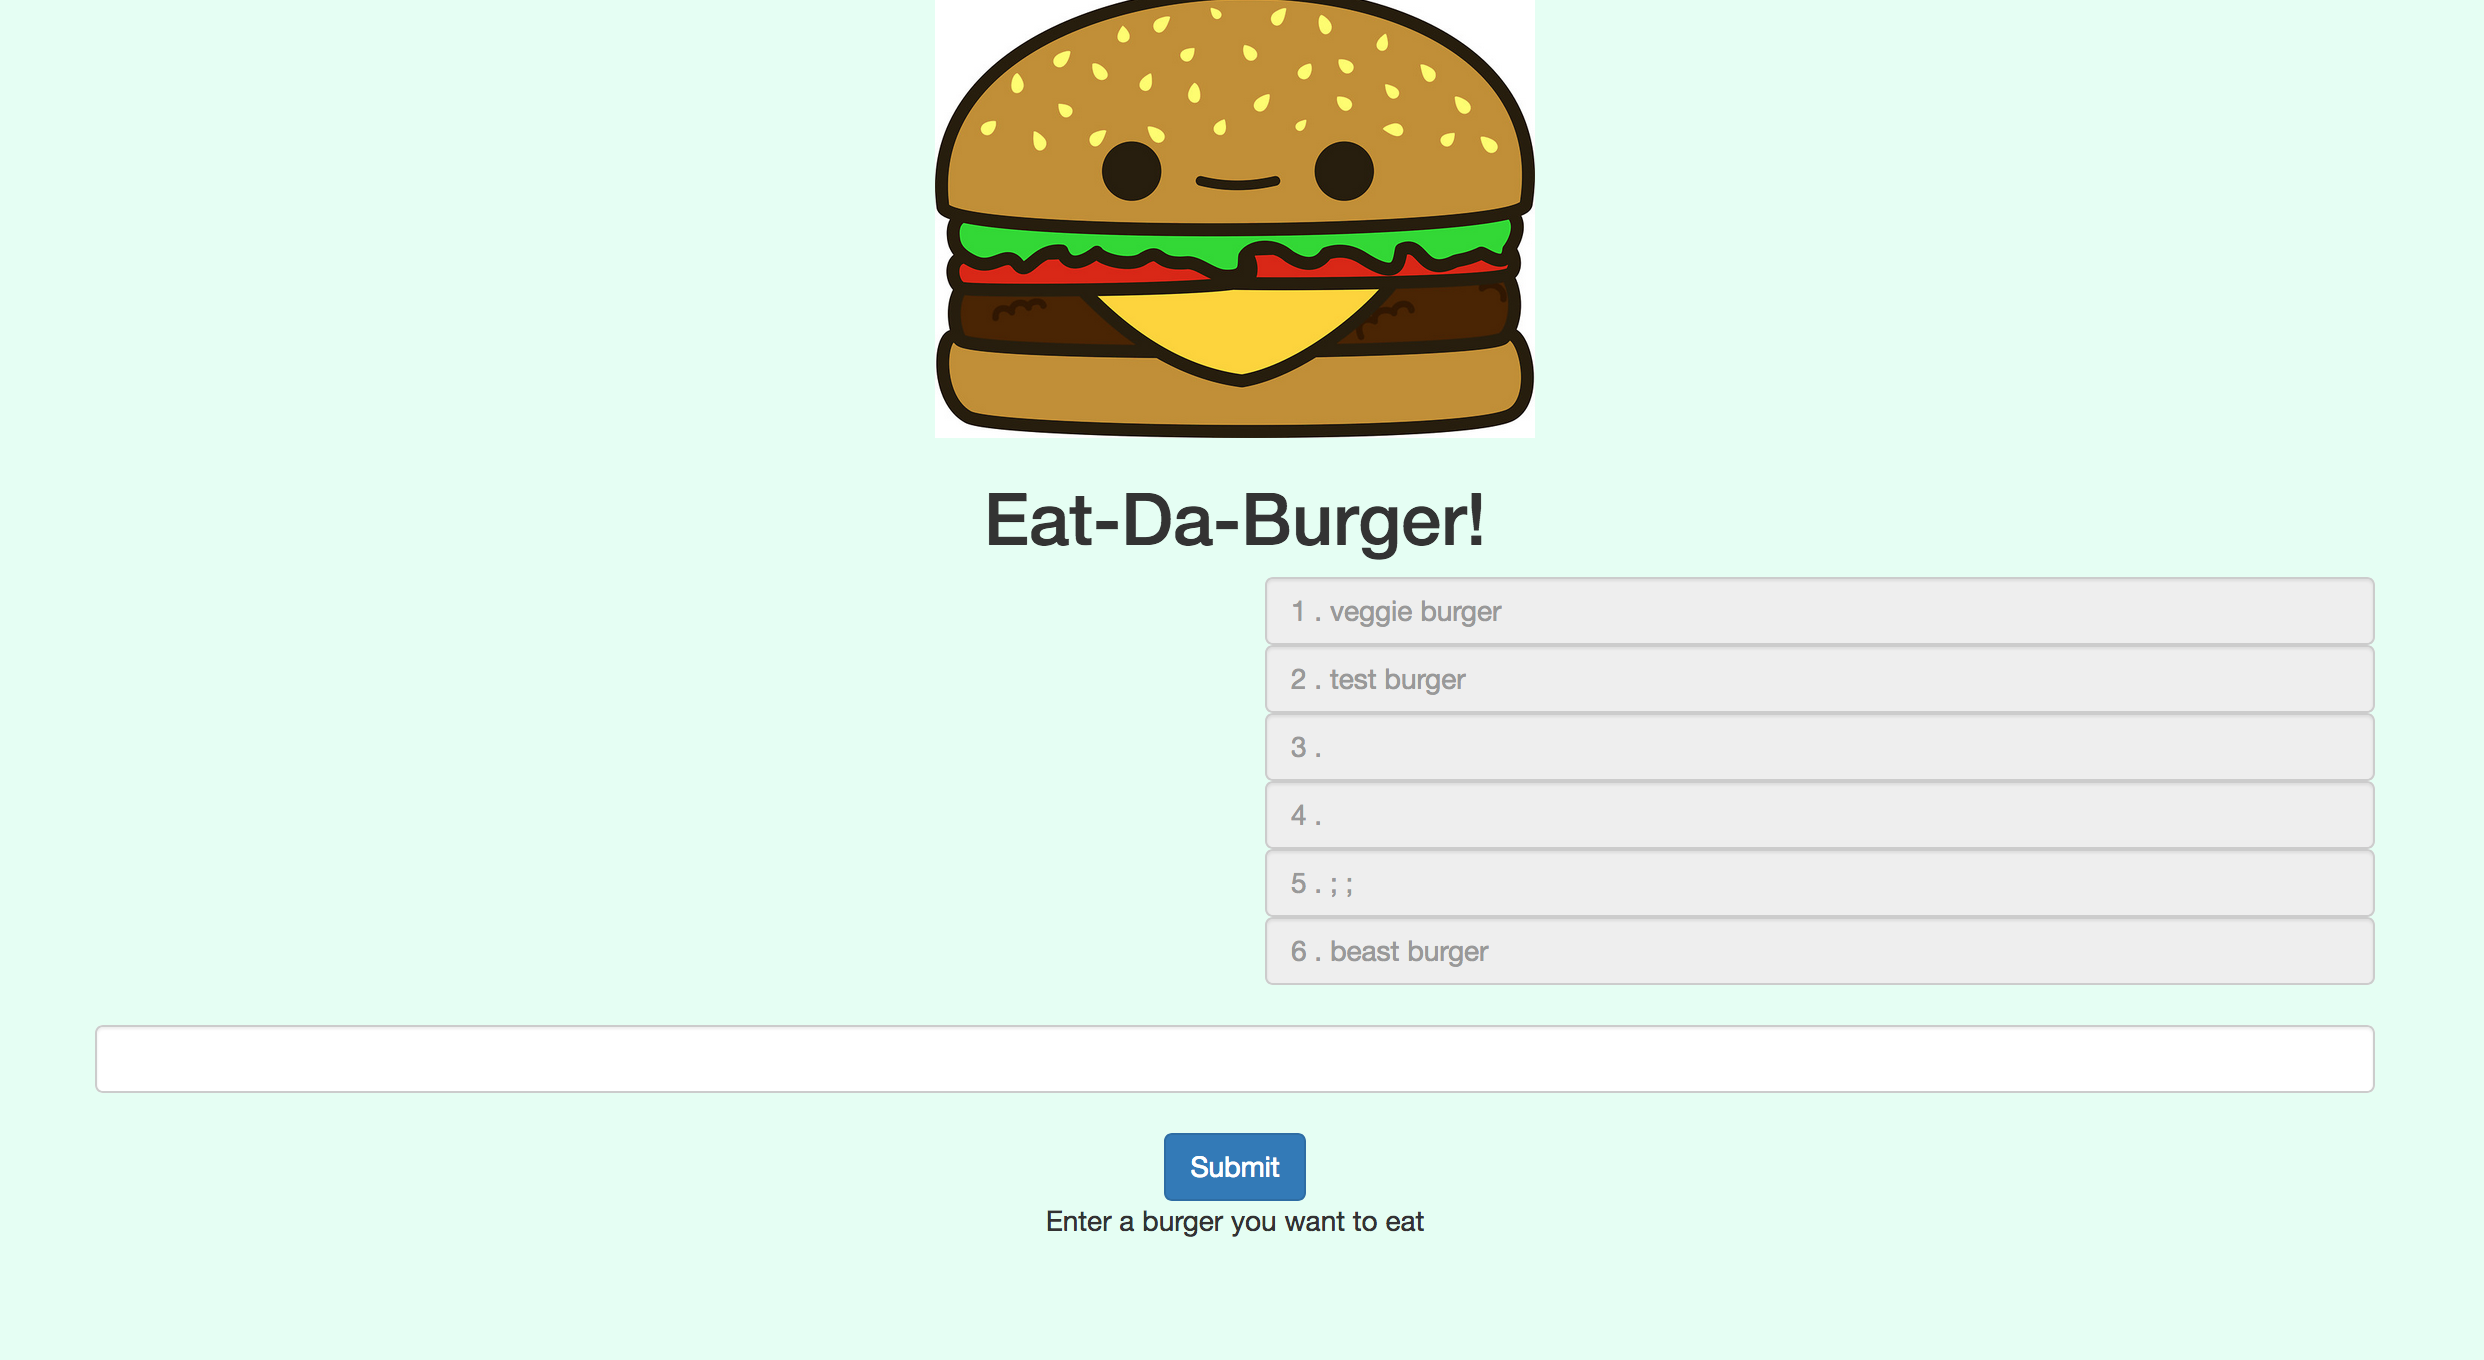 Eat-Da-Burger!
1 . veggie burger
2 . test burger
3 .
4 .
5 . ; ;
6 . beast burger
Submit
Enter a burger you want to eat